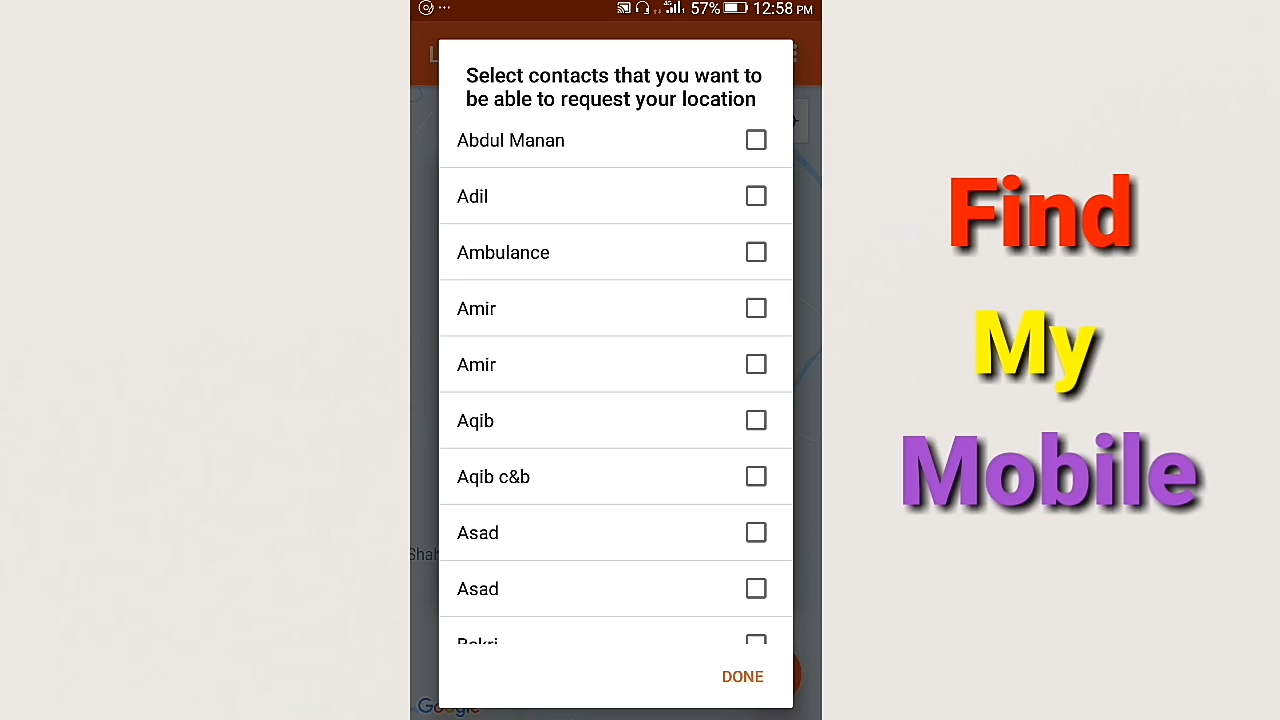 57% 12:58 PM
Select contacts that you want to
be able to request your location
Abdul Manan
Adil
Ambulance
Amir
Amir
Aqib
Aqib c&b
Asad
Asad
DONE
Google
Find
My
Mobile